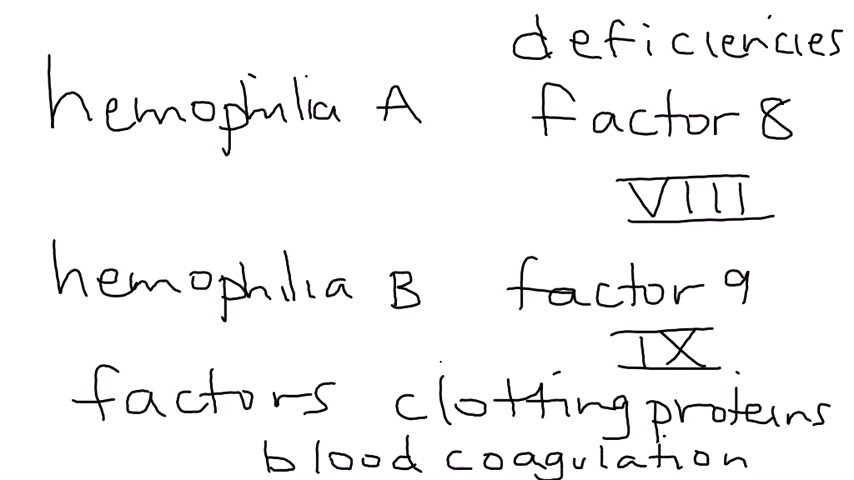 deficiencies
hemophilia A factor 8
VIII
hemophilia B factor 9
IX
factors clotting proteins
blood coagulation